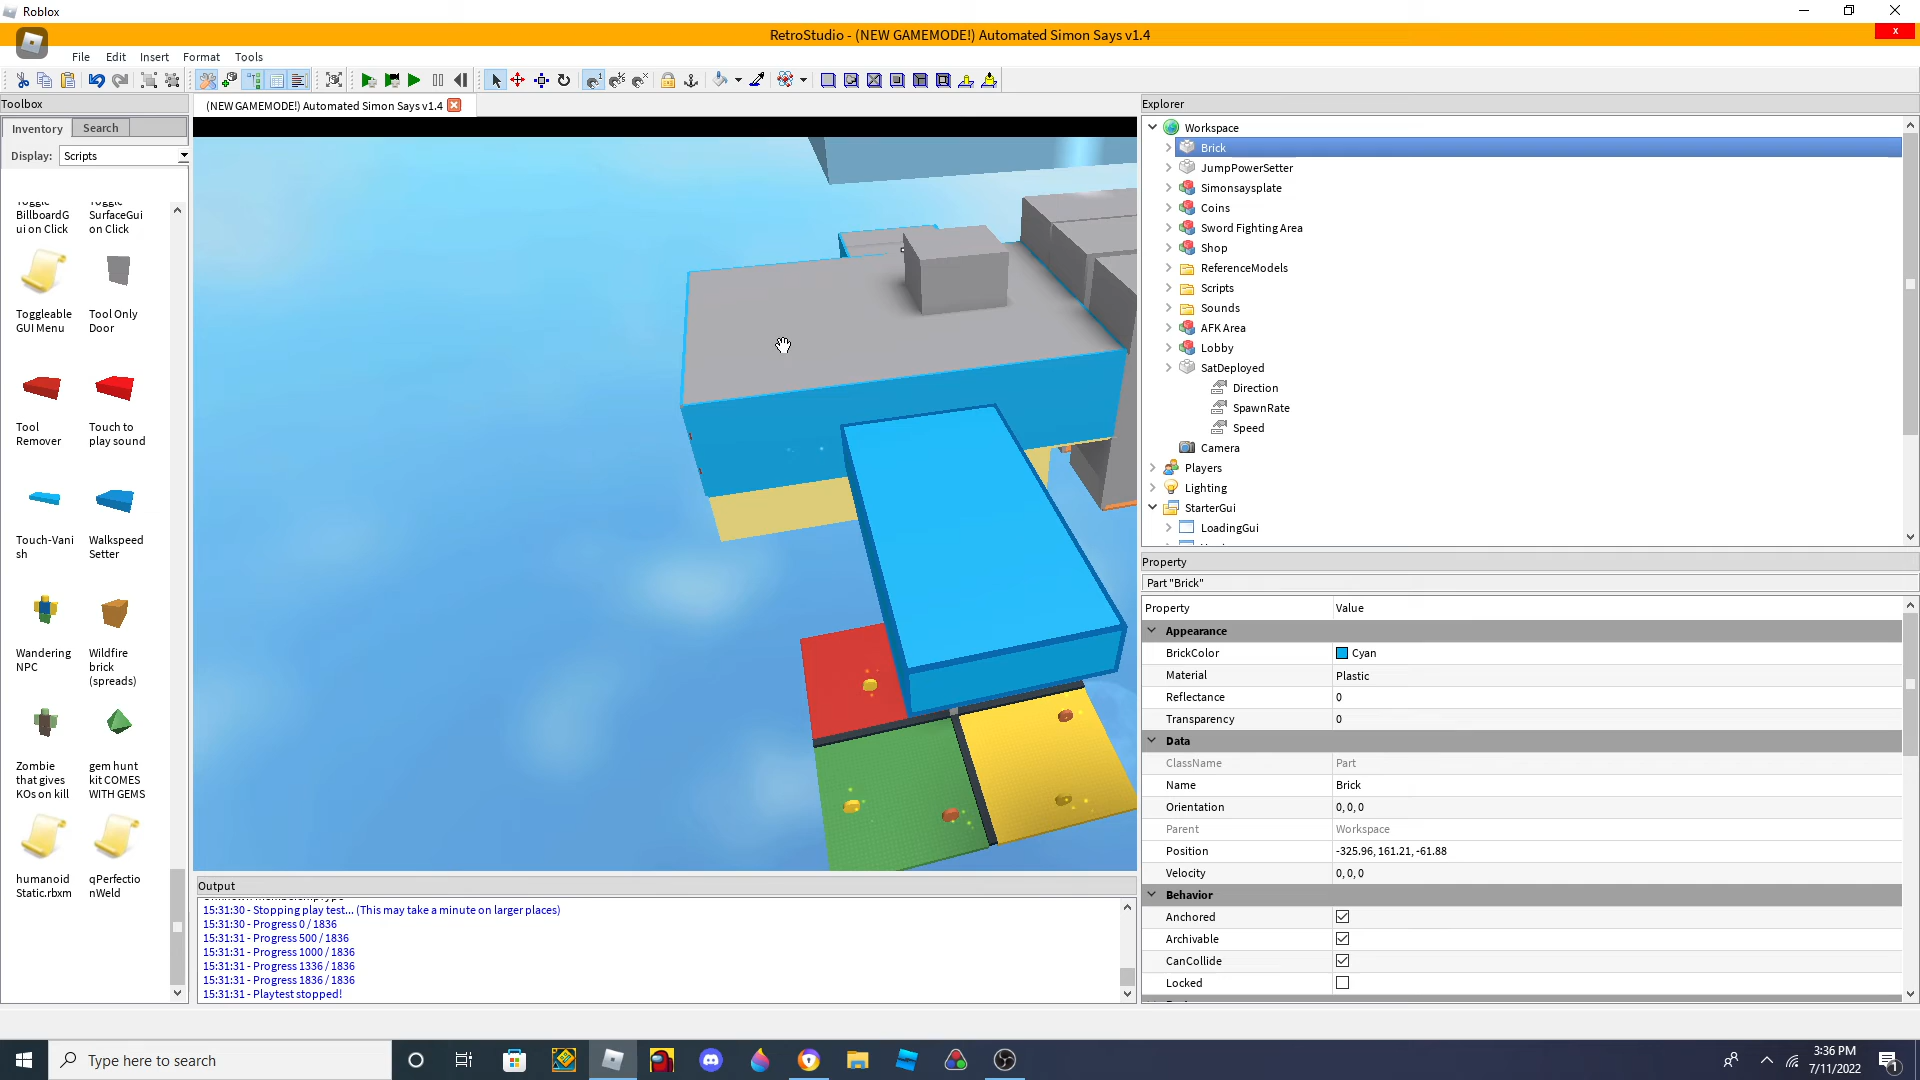 Roblox
RetroStudio - (NEW GAMEMODE!) Automated Simon Says v1.4
x
File Edit Insert Format Tools
Toolbox
(NEW GAMEMODE!) Automated Simon Says v1.4
Inventory Search
Display: Scripts
Toggle BillboardG ui on Click
Toggle SurfaceGui on Click
Toggleable GUI Menu
Tool Only Door
Tool Remover
Touch to play sound
Touch-Vani sh
Walkspeed Setter
Wandering NPC
Wildfire brick (spreads)
Zombie that gives KOs on kill
gem hunt kit COMES WITH GEMS
humanoid Static.rbxm
qPerfectio nWeld
Output
15:31:30 - Stopping play test... (This may take a minute on larger places)
15:31:30 - Progress 0 / 1836
15:31:31 - Progress 500 / 1836
15:31:31 - Progress 1000 / 1836
15:31:31 - Progress 1336 / 1836
15:31:31 - Progress 1836 / 1836
15:31:31 - Playtest stopped!
Explorer
Workspace
Brick
JumpPowerSetter
Simonsaysplate
Coins
Sword Fighting Area
Shop
ReferenceModels
Scripts
Sounds
AFK Area
Lobby
SatDeployed
Direction
SpawnRate
Speed
Camera
Players
Lighting
StarterGui
LoadingGui
Property
Part "Brick"
Property Value
Appearance
BrickColor Cyan
Material Plastic
Reflectance 0
Transparency 0
Data
ClassName Part
Name Brick
Orientation 0, 0, 0
Parent Workspace
Position -325.96, 161.21, -61.88
Velocity 0, 0, 0
Behavior
Anchored
Archivable
CanCollide
Locked
Type here to search
3:36 PM
7/11/2022
1